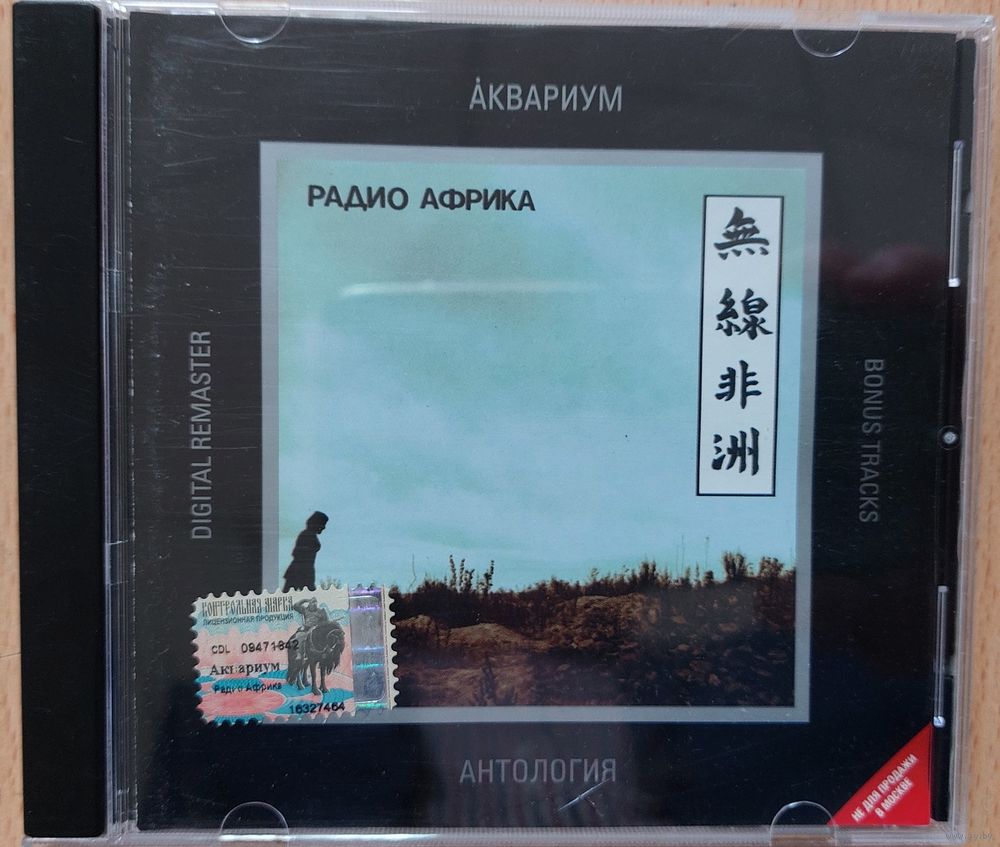 АКВАРИУМ
РАДИО АФРИКА
無線非洲
DIGITAL REMASTER
BONUS TRACKS
КОНТРОЛЬНАЯ МАРКА
ЛИЦЕНЗИОННАЯ ПРОДУКЦИЯ
CDL 09471842
Аквариум
Радио Африка
16327464
АНТОЛОГИЯ
НЕ ДЛЯ ПРОДАЖИ
В МОСКВЕ